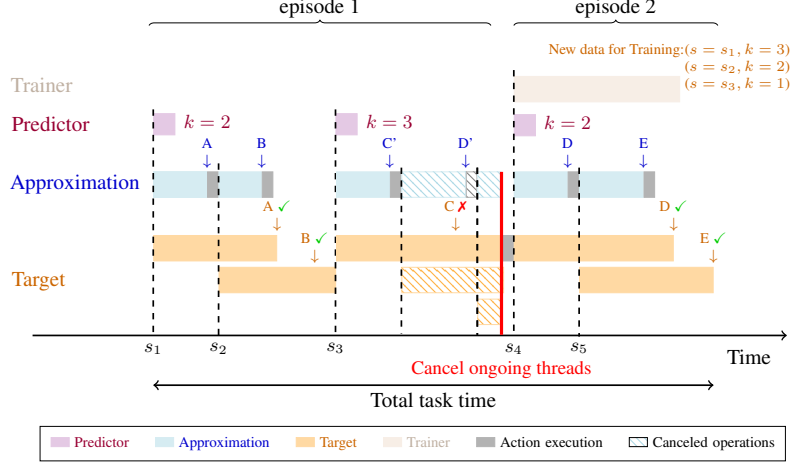 episode 1 episode 2
New data for Training:(s = s₁, k = 3)
(s = s₂, k = 2)
(s = s₃, k = 1)
Trainer
Predictor k = 2 k = 3 k = 2
A B C' D' D E
Approximation
A ✓ C ✗ D ✓
B ✓ E ✓
Target
s₁ s₂ s₃ s₄ s₅
Time
Cancel ongoing threads
Total task time
Predictor Approximation Target Trainer Action execution Canceled operations